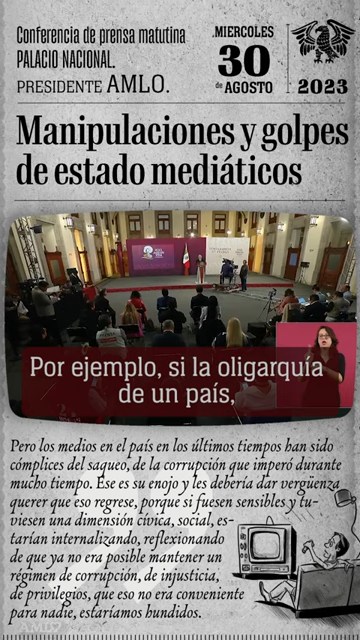 Conferencia de prensa matutina
PALACIO NACIONAL.
PRESIDENTE AMLO.
MIERCOLES
30
de AGOSTO
2023
Manipulaciones y golpes
de estado mediáticos
Por ejemplo, si la oligarquía
de un país,
Pero los medios en el país en los últimos tiempos han sido
cómplices del saqueo, de la corrupción que imperó durante
mucho tiempo. Ese es su enojo y les debería dar vergüenza
querer que eso regrese, porque si fuesen sensibles y tu-
viesen una dimensión cívica, social, es-
tarían internalizando, reflexionando
de que ya no era posible mantener un
régimen de corrupción, de injusticia,
de privilegios, que eso no era conveniente
para nadie, estaríamos hundidos.